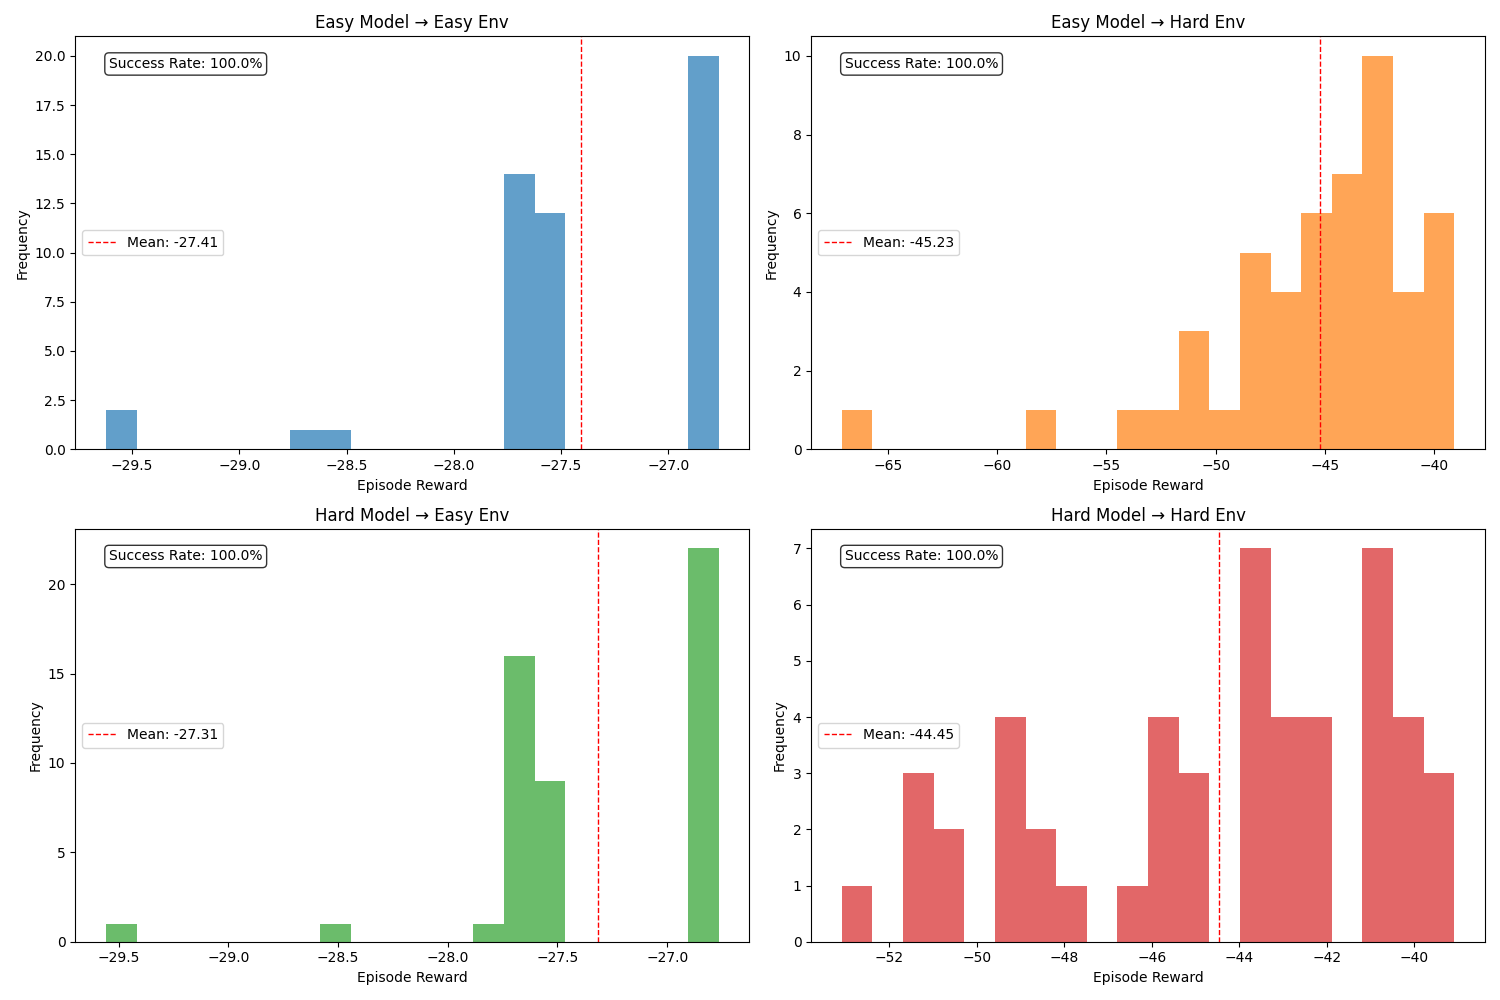 Easy Model → Easy Env
Success Rate: 100.0%
Mean: -27.41
Frequency
20.0
17.5
15.0
12.5
10.0
7.5
5.0
2.5
0.0
−29.5 −29.0 −28.5 −28.0 −27.5 −27.0
Episode Reward
Easy Model → Hard Env
Success Rate: 100.0%
Mean: -45.23
Frequency
10
8
6
4
2
0
−65 −60 −55 −50 −45 −40
Episode Reward
Hard Model → Easy Env
Success Rate: 100.0%
Mean: -27.31
Frequency
20
15
10
5
0
−29.5 −29.0 −28.5 −28.0 −27.5 −27.0
Episode Reward
Hard Model → Hard Env
Success Rate: 100.0%
Mean: -44.45
Frequency
7
6
5
4
3
2
1
0
−52 −50 −48 −46 −44 −42 −40
Episode Reward